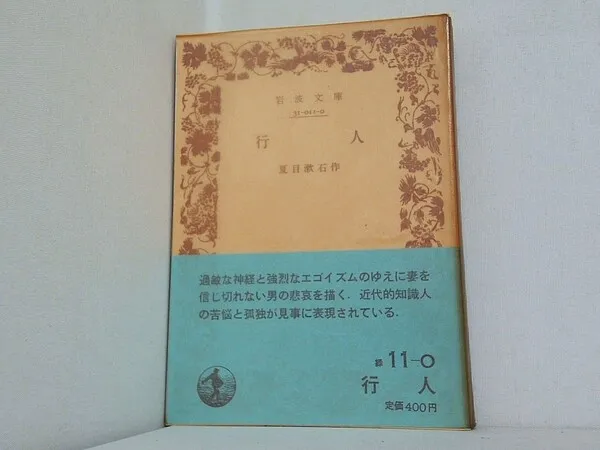 岩波文庫
31-011-0
行 人
夏目漱石作
過敏な神経と強烈なエゴイズムのゆえに妻を
信じ切れない男の悲哀を描く. 近代的知識人
の苦悩と孤独が見事に表現されている.
緑 11-0
行 人
定価400円